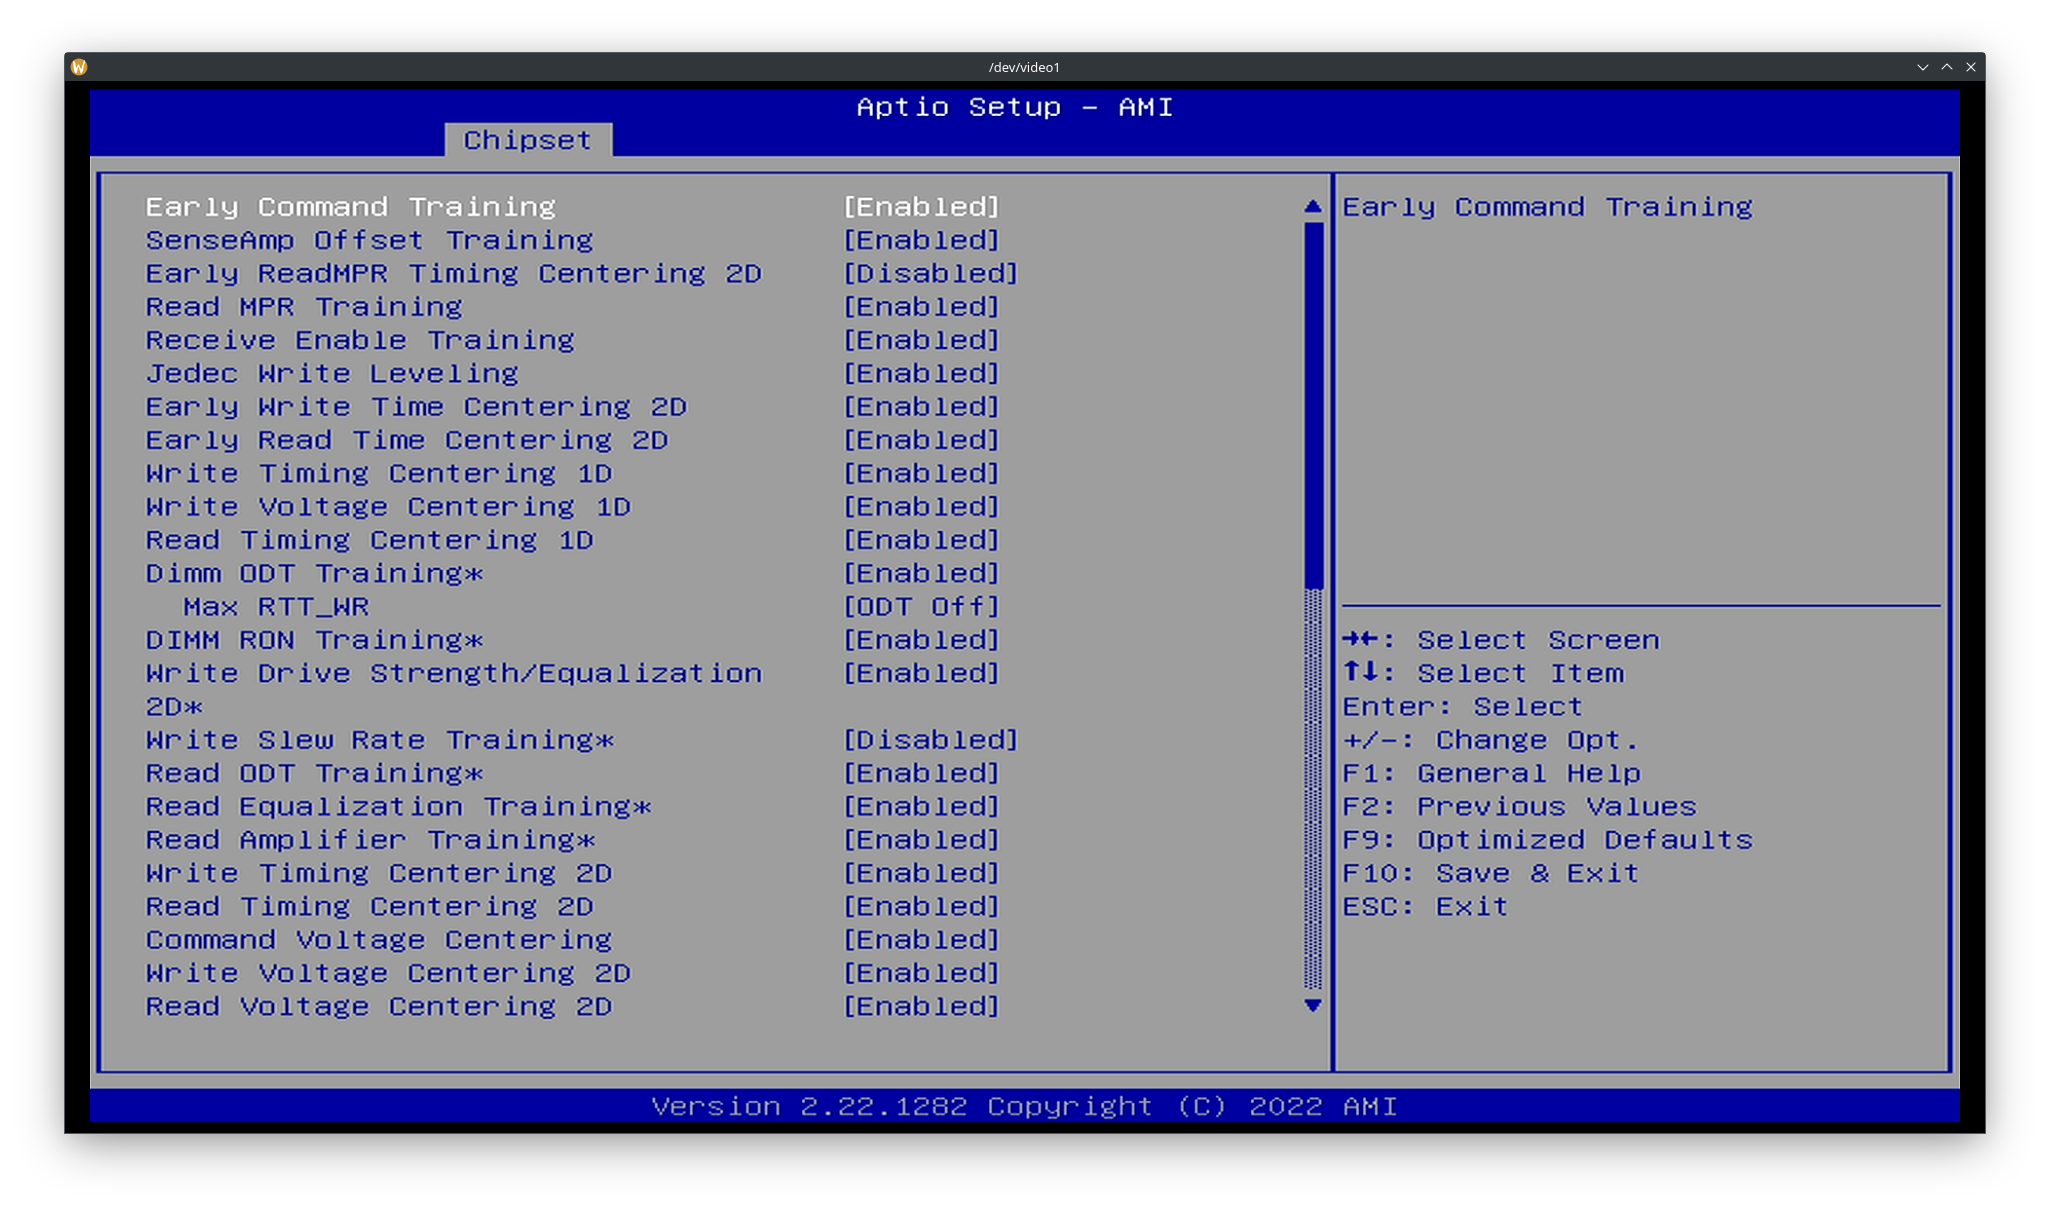 /dev/video1
Aptio Setup - AMI
Chipset
Early Command Training [Enabled]
SenseAmp Offset Training [Enabled]
Early ReadMPR Timing Centering 2D [Disabled]
Read MPR Training [Enabled]
Receive Enable Training [Enabled]
Jedec Write Leveling [Enabled]
Early Write Time Centering 2D [Enabled]
Early Read Time Centering 2D [Enabled]
Write Timing Centering 1D [Enabled]
Write Voltage Centering 1D [Enabled]
Read Timing Centering 1D [Enabled]
Dimm ODT Training* [Enabled]
Max RTT_WR [ODT Off]
DIMM RON Training* [Enabled]
Write Drive Strength/Equalization [Enabled]
2D*
Write Slew Rate Training* [Disabled]
Read ODT Training* [Enabled]
Read Equalization Training* [Enabled]
Read Amplifier Training* [Enabled]
Write Timing Centering 2D [Enabled]
Read Timing Centering 2D [Enabled]
Command Voltage Centering [Enabled]
Write Voltage Centering 2D [Enabled]
Read Voltage Centering 2D [Enabled]
Early Command Training
→←: Select Screen
↑↓: Select Item
Enter: Select
+/-: Change Opt.
F1: General Help
F2: Previous Values
F9: Optimized Defaults
F10: Save & Exit
ESC: Exit
Version 2.22.1282 Copyright (C) 2022 AMI